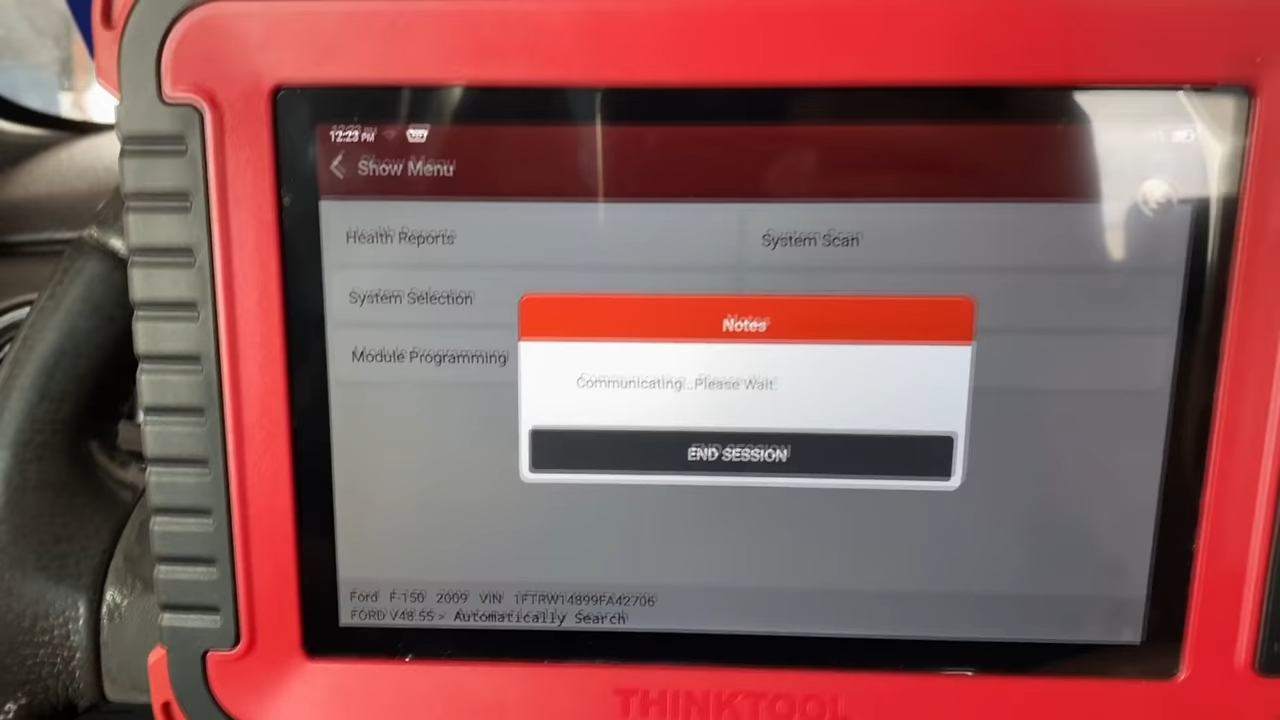 12:23 PM
Show Menu
Health Reports
System Scan
System Selection
Module Programming
Notes
Communicating...Please Wait.
END SESSION
Ford F-150 2009 VIN 1FTRW14899FA42706
FORD V48.55 > Automatically Search
THINKTOOL